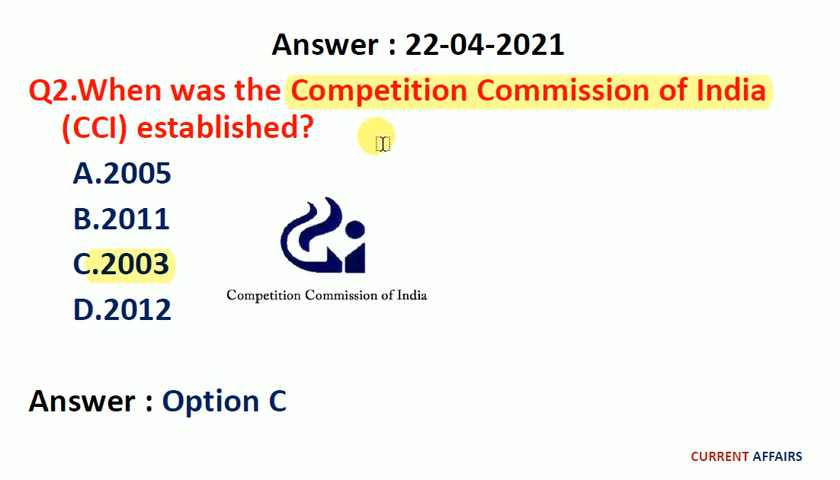 Answer : 22-04-2021
Q2.When was the Competition Commission of India
(CCI) established?
A.2005
B.2011
C.2003
D.2012
Competition Commission of India
Answer : Option C
CURRENT AFFAIRS